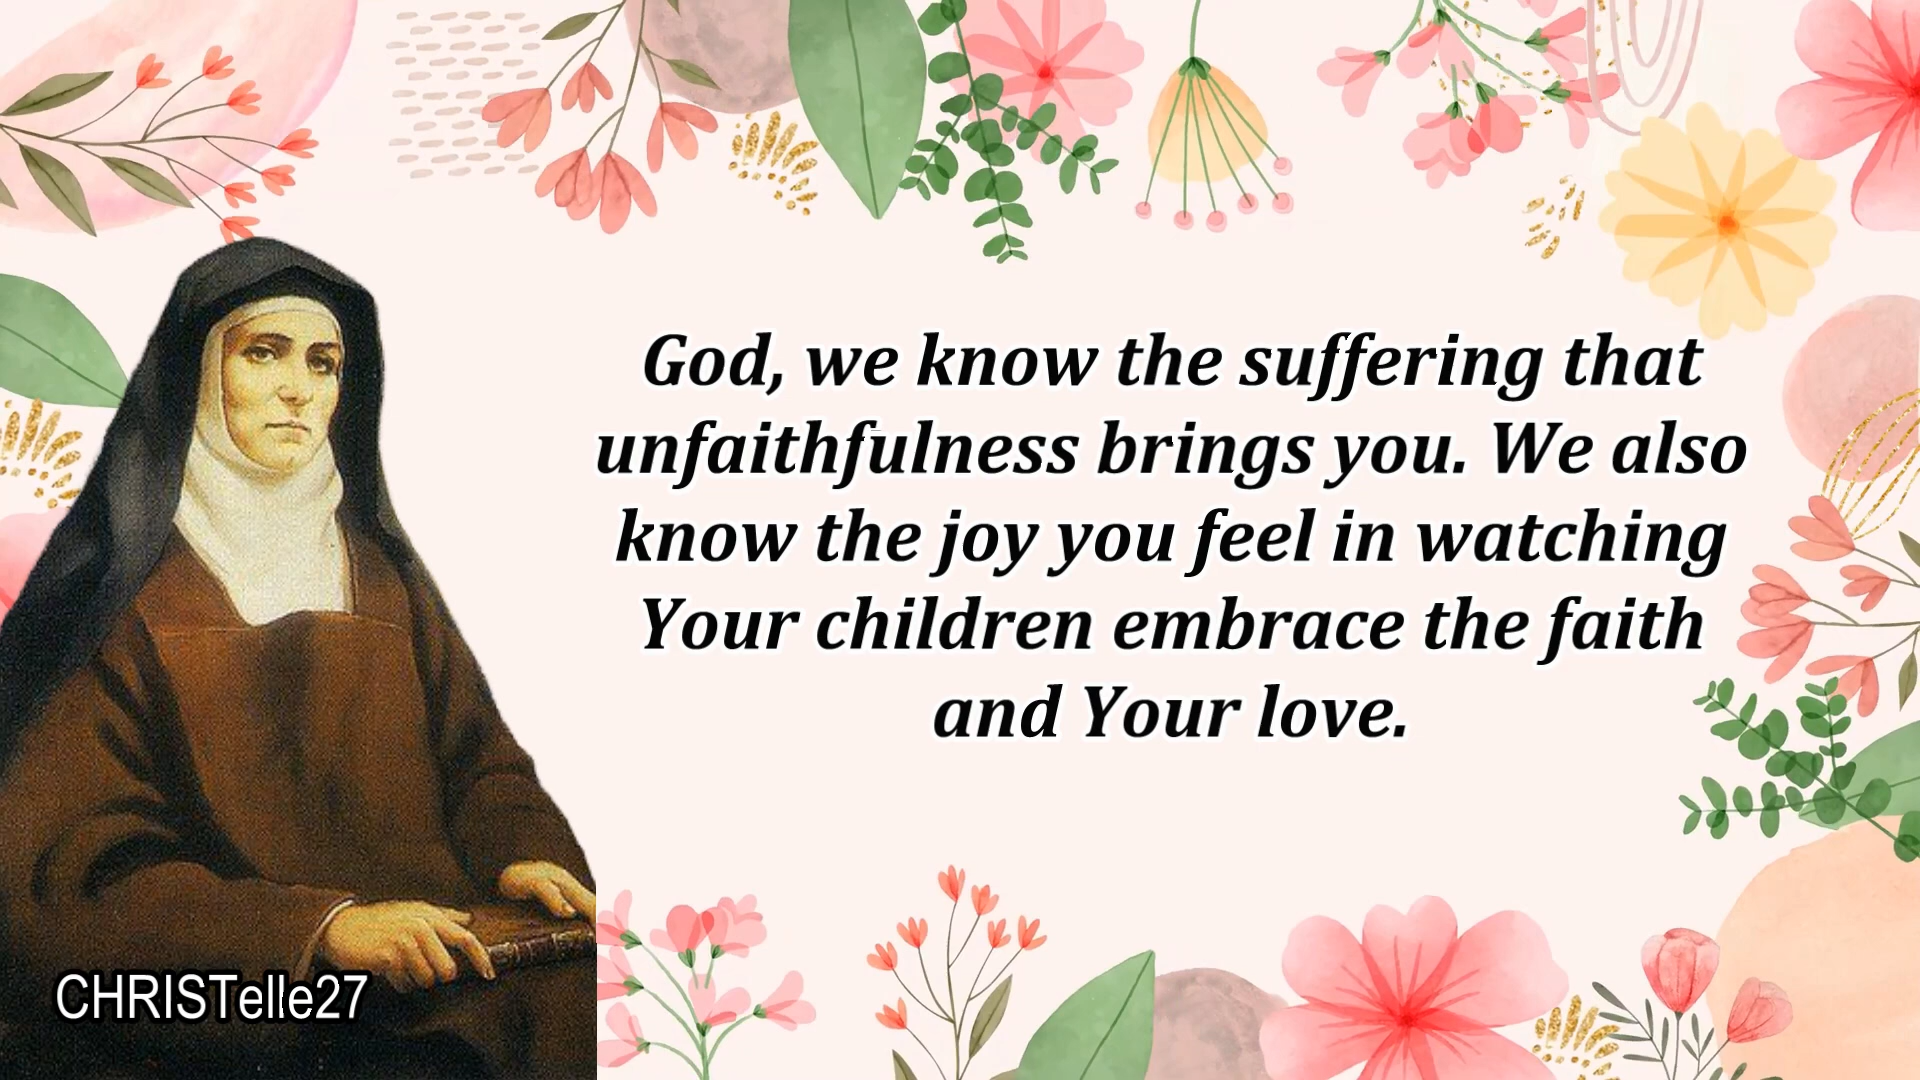 God, we know the suffering that
unfaithfulness brings you. We also
know the joy you feel in watching
Your children embrace the faith
and Your love.
CHRISTelle27